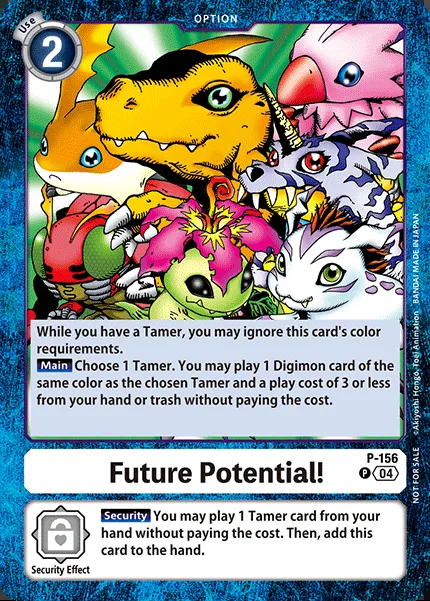 OPTION
Use
2
While you have a Tamer, you may ignore this card's color
requirements.
Main Choose 1 Tamer. You may play 1 Digimon card of the
same color as the chosen Tamer and a play cost of 3 or less
from your hand or trash without paying the cost.
Future Potential!
P-156
P 04
Security You may play 1 Tamer card from your
hand without paying the cost. Then, add this
card to the hand.
Security Effect
NOT FOR SALE ©Akiyoshi Hongo, Toei Animation BANDAI MADE IN JAPAN